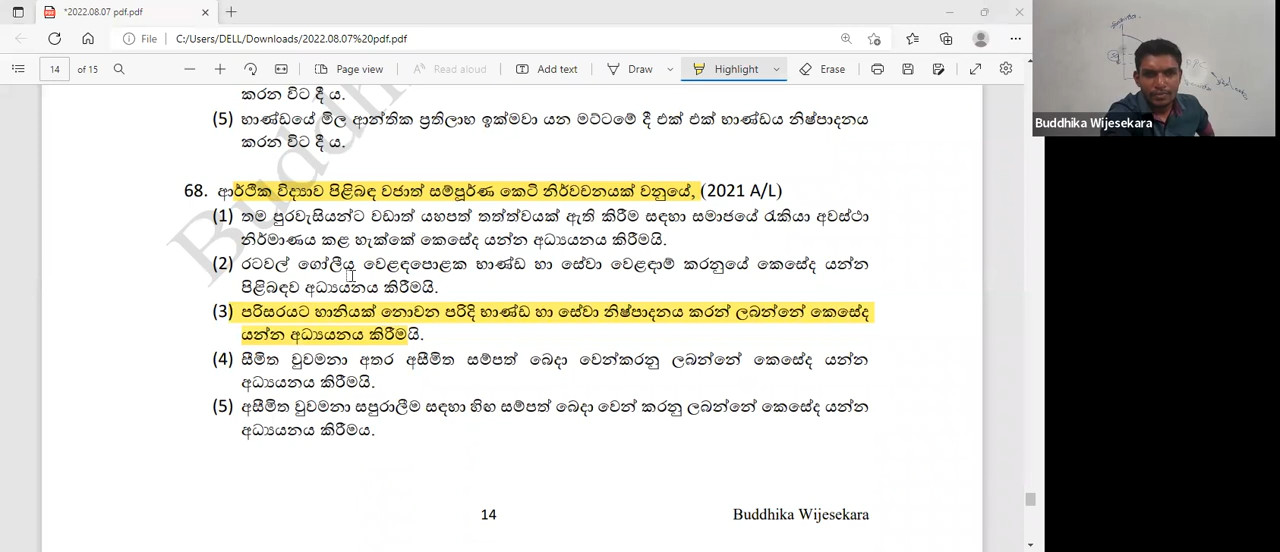 *2022.08.07 pdf.pdf
File
C:/Users/DELL/Downloads/2022.08.07%20pdf.pdf
14 of 15
Page view
Read aloud
Add text
Draw
Highlight
Erase
Buddhika Wijesekara
Buddhi
කරන විට දී ය.
(5) භාණ්ඩයේ මිල ආන්තික ප්‍රතිලාභ ඉක්මවා යන මට්ටමේ දී එක් එක් භාණ්ඩය නිෂ්පාදනය
කරන විට දී ය.
68. ආර්ථික විද්‍යාව පිළිබඳ වඩාත් සම්පූර්ණ කෙටි නිර්වචනයක් වනුයේ, (2021 A/L)
(1) තම පුරවැසියන්ට වඩාත් යහපත් තත්ත්වයක් ඇති කිරීම සඳහා සමාජයේ රැකියා අවස්ථා
නිර්මාණය කළ හැක්කේ කෙසේද යන්න අධ්‍යයනය කිරීමයි.
(2) රටවල් ගෝලීය වෙළඳපොළක භාණ්ඩ හා සේවා වෙළඳාම් කරනුයේ කෙසේද යන්න
පිළිබඳව අධ්‍යයනය කිරීමයි.
(3) පරිසරයට හානියක් නොවන පරිදි භාණ්ඩ හා සේවා නිෂ්පාදනය කරන් ලබන්නේ කෙසේද
යන්න අධ්‍යයනය කිරීමයි.
(4) සීමිත වුවමනා අතර අසීමිත සම්පත් බෙදා වෙන්කරනු ලබන්නේ කෙසේද යන්න
අධ්‍යයනය කිරීමයි.
(5) අසීමිත වුවමනා සපුරාලීම සඳහා හිඟ සම්පත් බෙදා වෙන් කරනු ලබන්නේ කෙසේද යන්න
අධ්‍යයනය කිරීමය.
14
Buddhika Wijesekara